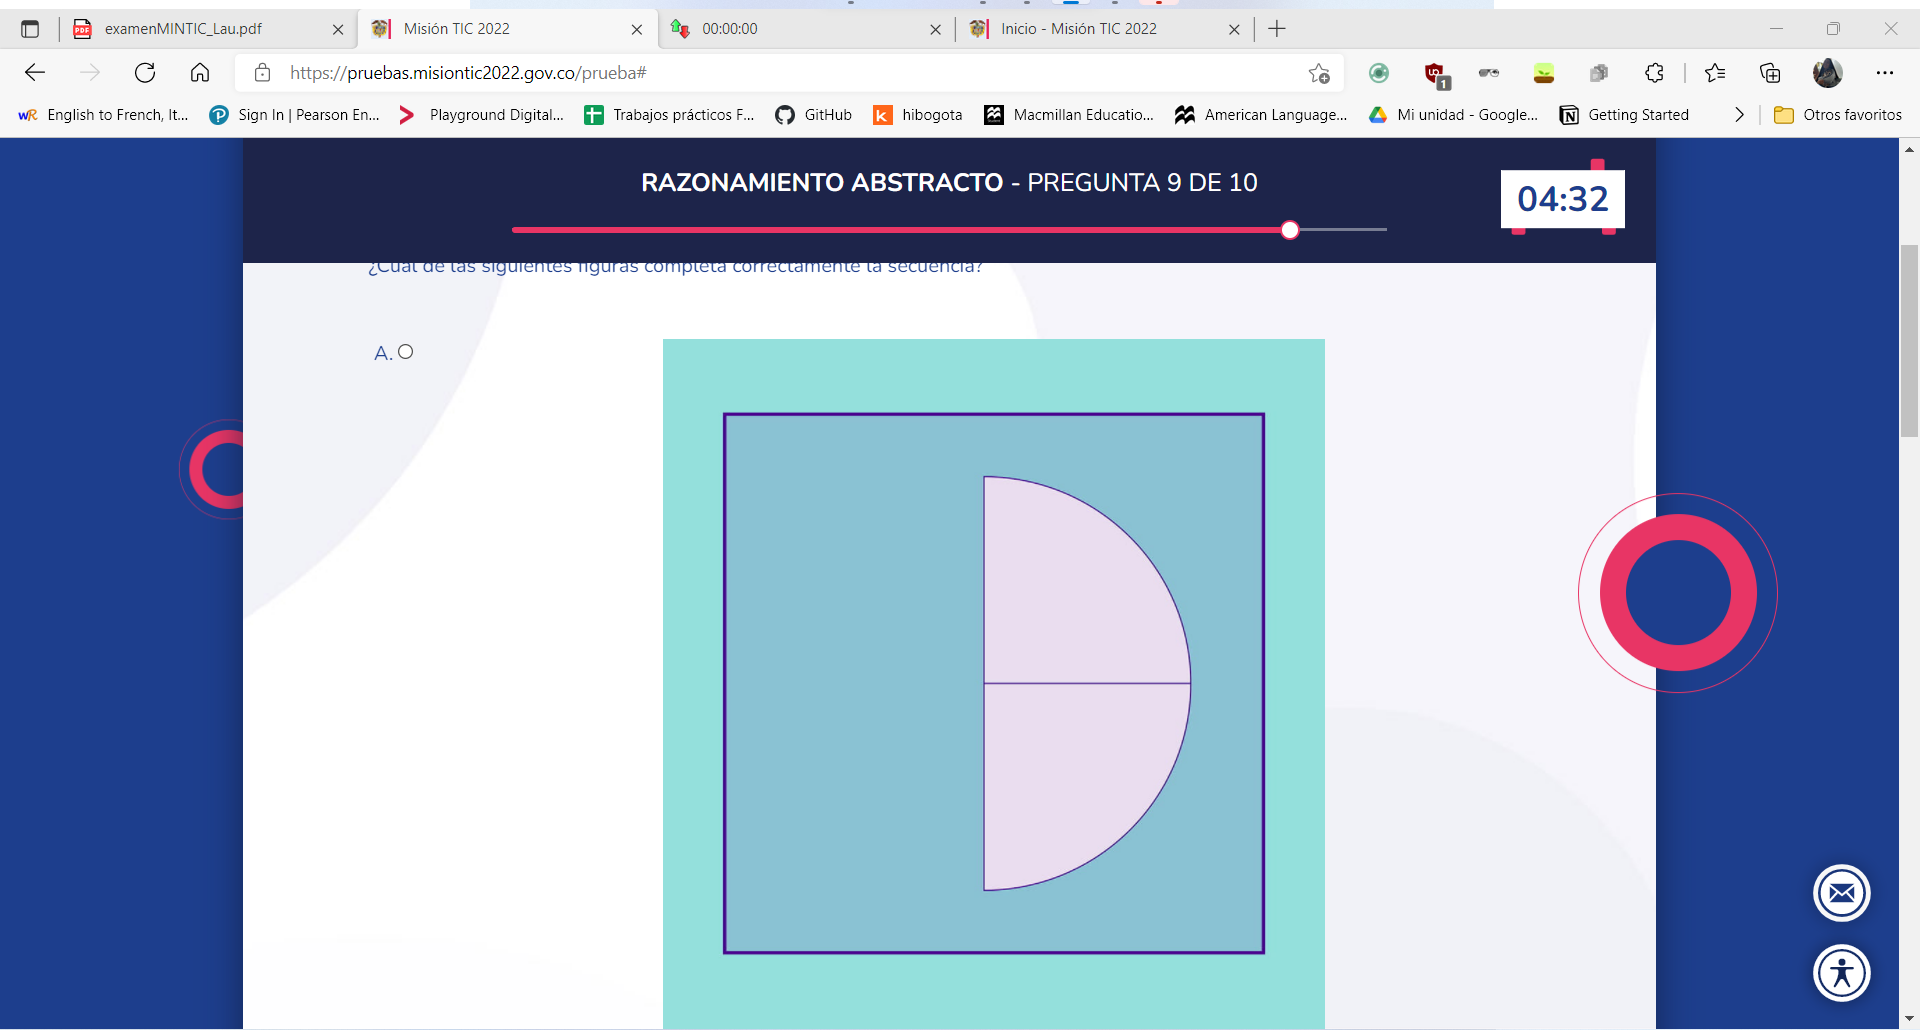 examenMINTIC_Lau.pdf
Misión TIC 2022
00:00:00
Inicio - Misión TIC 2022
https://pruebas.misiontic2022.gov.co/prueba#
1
English to French, It...
Sign In | Pearson En...
Playground Digital...
Trabajos prácticos F...
GitHub
hibogota
Macmillan Educatio...
American Language...
Mi unidad - Google...
Getting Started
Otros favoritos
RAZONAMIENTO ABSTRACTO - PREGUNTA 9 DE 10
04:32
¿Cuál de las siguientes figuras completa correctamente la secuencia?
A.